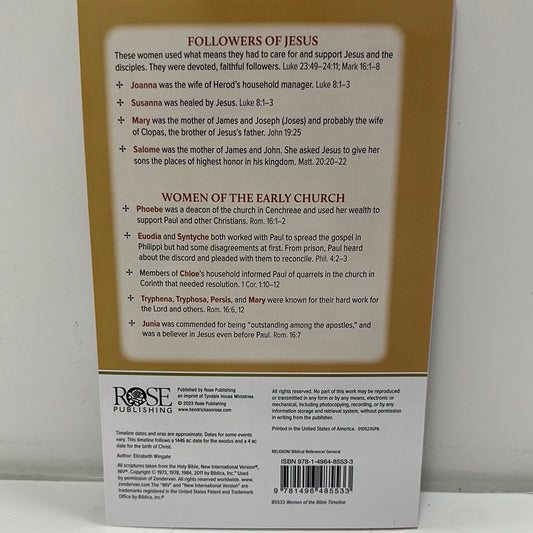 FOLLOWERS OF JESUS
These women used what means they had to care for and support Jesus and the
disciples. They were devoted, faithful followers. Luke 23:49–24:11; Mark 16:1–8
Joanna was the wife of Herod's household manager. Luke 8:1–3
Susanna was healed by Jesus. Luke 8:1–3
Mary was the mother of James and Joseph (Joses) and probably the wife
of Clopas, the brother of Jesus's father. John 19:25
Salome was the mother of James and John. She asked Jesus to give her
sons the places of highest honor in his kingdom. Matt. 20:20–22
WOMEN OF THE EARLY CHURCH
Phoebe was a deacon of the church in Cenchreae and used her wealth to
support Paul and other Christians. Rom. 16:1–2
Euodia and Syntyche both worked with Paul to spread the gospel in
Philippi but had some disagreements at first. From prison, Paul heard
about the discord and pleaded with them to reconcile. Phil. 4:2–3
Members of Chloe's household informed Paul of quarrels in the church in
Corinth that needed resolution. 1 Cor. 1:10–12
Tryphena, Tryphosa, Persis, and Mary were known for their hard work for
the Lord and others. Rom. 16:6, 12
Junia was commended for being "outstanding among the apostles," and
was a believer in Jesus even before Paul. Rom. 16:7
ROSE
PUBLISHING
Published by Rose Publishing
an imprint of Tyndale House Ministries
© 2023 Rose Publishing
www.hendricksonrose.com
Timeline dates and eras are approximate. Dates for some events
vary. This timeline follows a 1446 BC date for the exodus and a 4 BC
date for the birth of Christ.
Author: Elizabeth Wingate
All scriptures taken from the Holy Bible, New International Version®,
NIV®. Copyright © 1973, 1978, 1984, 2011 by Biblica, Inc.® Used
by permission of Zondervan. All rights reserved worldwide. www.
zondervan.com The "NIV" and "New International Version" are
trademarks registered in the United States Patent and Trademark
Office by Biblica, Inc.®
All rights reserved. No part of this work may be reproduced
or transmitted in any form or by any means, electronic or
mechanical, including photocopying, recording, or by any
information storage and retrieval system, without permission
in writing from the publisher.
Printed in the United States of America. 010523GPA
RELIGION/ Biblical Reference/ General
ISBN 978-1-4964-8553-3
9 781496 485533
85533 Women of the Bible Timeline